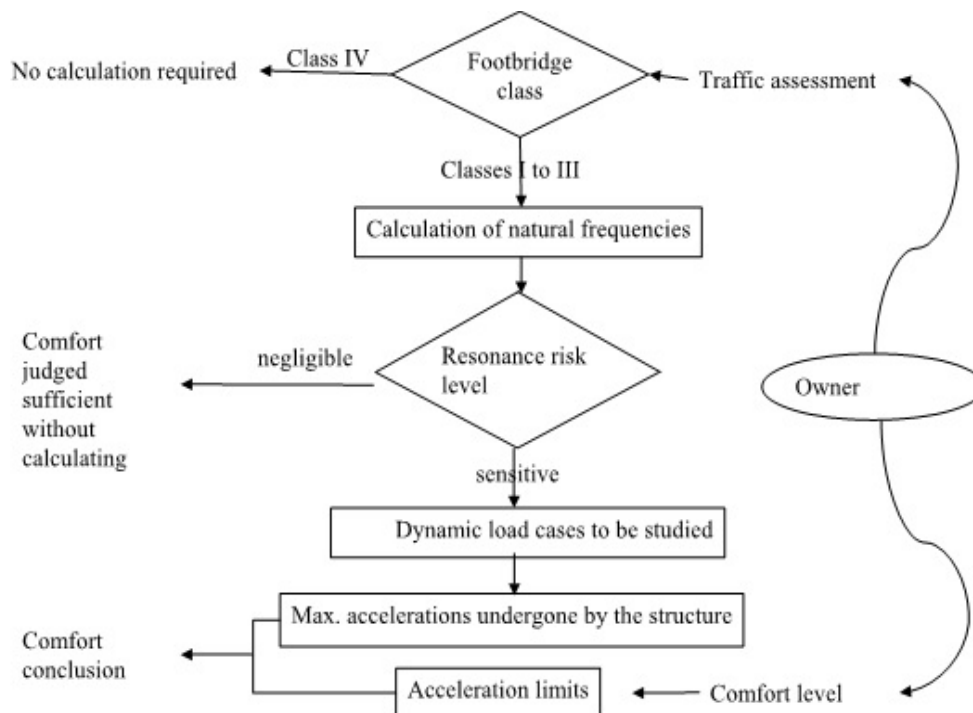 Class IV
Footbridge
class
No calculation required
Traffic assessment
Classes I to III
Calculation of natural frequencies
Comfort
judged
sufficient
without
calculating
negligible
Resonance risk
level
Owner
sensitive
Dynamic load cases to be studied
Max. accelerations undergone by the structure
Comfort
conclusion
Acceleration limits
Comfort level